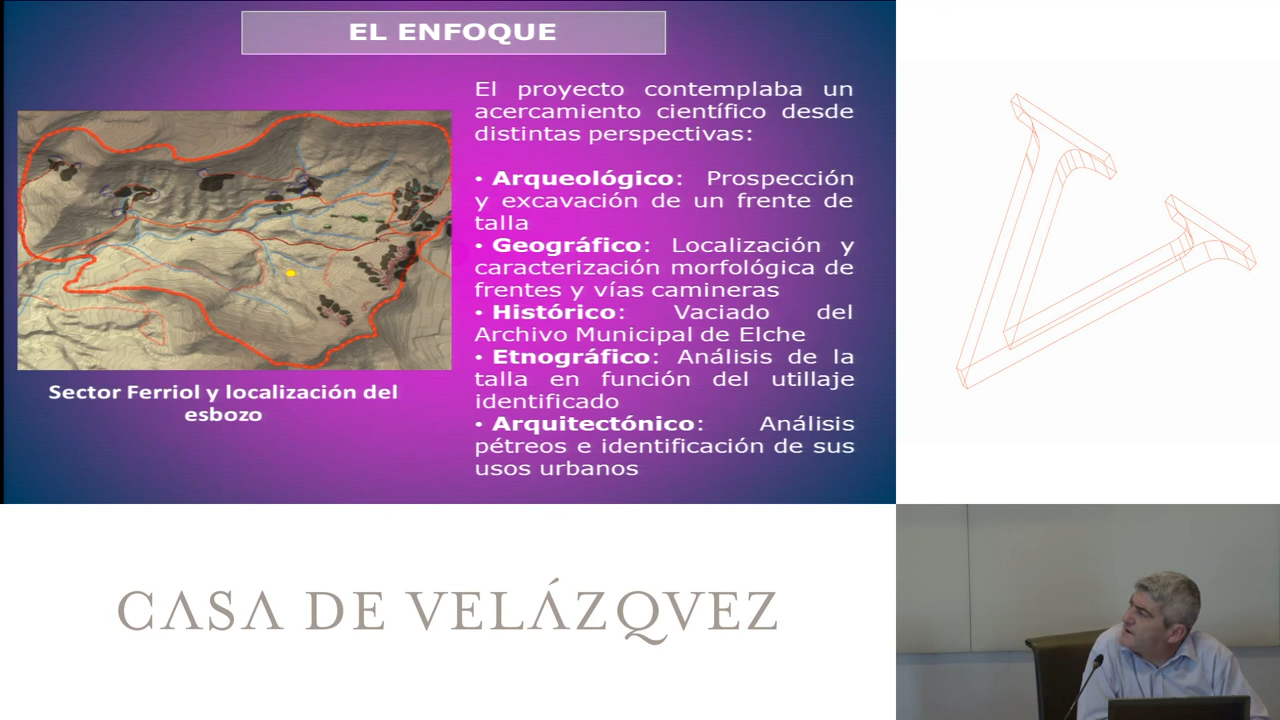 EL ENFOQUE
El proyecto contemplaba un
acercamiento científico desde
distintas perspectivas:
• Arqueológico: Prospección
y excavación de un frente de
talla
• Geográfico: Localización y
caracterización morfológica de
frentes y vías camineras
• Histórico: Vaciado del
Archivo Municipal de Elche
• Etnográfico: Análisis de la
talla en función del utillaje
identificado
• Arquitectónico: Análisis
pétreos e identificación de sus
usos urbanos
Sector Ferriol y localización del
esbozo
CASA DE VELÁZQVEZ